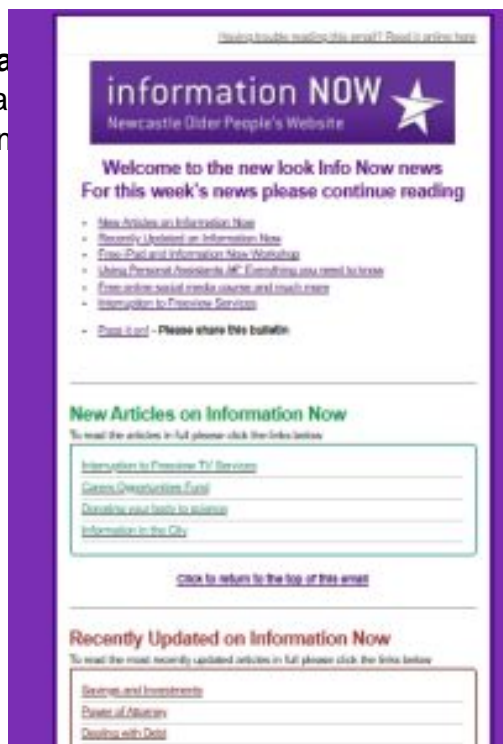 Having trouble reading this email? Read it online here
a
a
n
information NOW
Newcastle Older People's Website
Welcome to the new look Info Now news
For this week's news please continue reading
New Articles on Information Now
Recently Updated on Information Now
Free iPad and Information Now Workshop
Using Personal Assistants â€“ Everything you need to know
Free online social media course and much more
Interruption to Freeview Services
Pass it on! - Please share this bulletin
New Articles on Information Now
To read the articles in full please click the links below
Interruption to Freeview TV Services
Carers Opportunities Fund
Donating your body to science
Information in the City
Click to return to the top of this email
Recently Updated on Information Now
To read the most recently updated articles in full please click the links below
Savings and Investments
Power of Attorney
Dealing with Debt